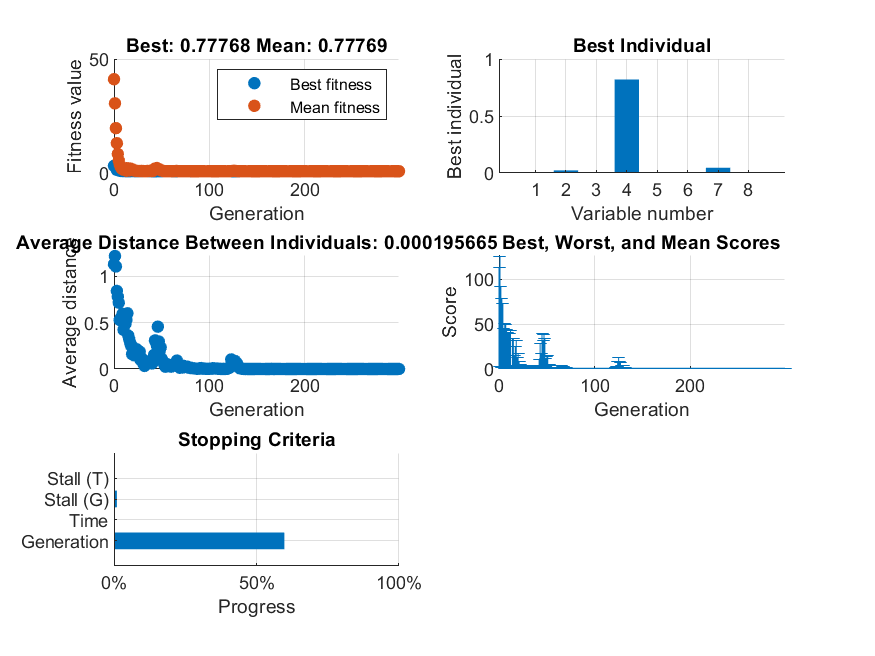 Best: 0.77768 Mean: 0.77769
Fitness value
50
0
0
100
200
Generation
Best fitness
Mean fitness
Best Individual
Best individual
1
0.5
0
1 2 3 4 5 6 7 8
Variable number
Average Distance Between Individuals: 0.000195665
Average distance
1
0.5
0
0
100
200
Generation
Best, Worst, and Mean Scores
Score
100
50
0
0
100
200
Generation
Stopping Criteria
Stall (T)
Stall (G)
Time
Generation
0%
50%
100%
Progress